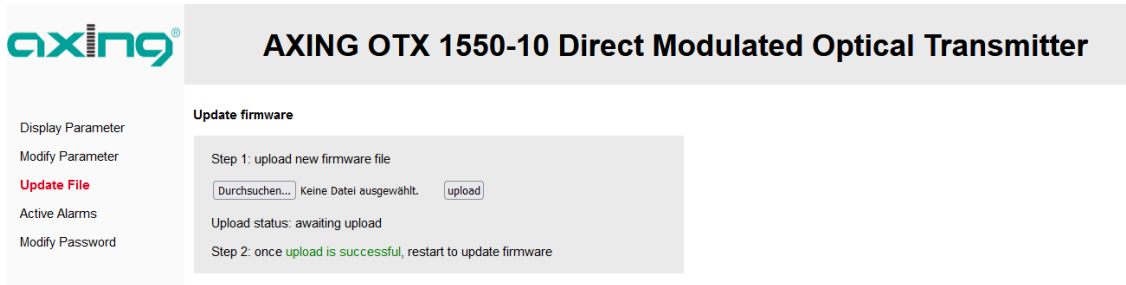 axing®
AXING OTX 1550-10 Direct Modulated Optical Transmitter
Display Parameter
Modify Parameter
Update File
Active Alarms
Modify Password
Update firmware
Step 1: upload new firmware file
Durchsuchen... Keine Datei ausgewählt. upload
Upload status: awaiting upload
Step 2: once upload is successful, restart to update firmware